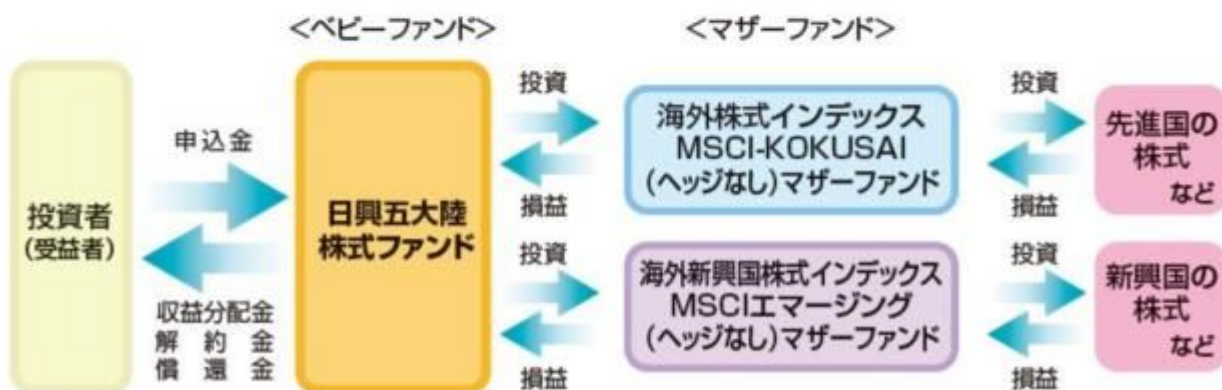 <ベビーファンド>
<マザーファンド>
投資者
(受益者)
申込金
収益分配金
解約金
償還金
日興五大陸
株式ファンド
投資
損益
海外株式インデックス
MSCI-KOKUSAI
(ヘッジなし)マザーファンド
投資
損益
先進国の
株式
など
投資
損益
海外新興国株式インデックス
MSCIエマージング
(ヘッジなし)マザーファンド
投資
損益
新興国の
株式
など